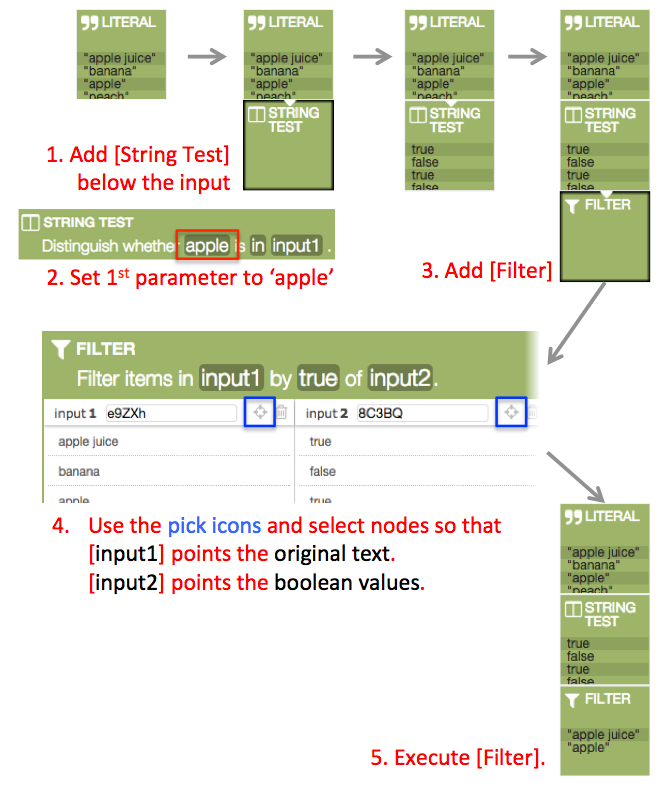 LITERAL
"apple juice"
"banana"
"apple"
"peach"
LITERAL
"apple juice"
"banana"
"apple"
"peach"
STRING
TEST
LITERAL
"apple juice"
"banana"
"apple"
"peach"
STRING
TEST
true
false
true
false
LITERAL
"apple juice"
"banana"
"apple"
"peach"
STRING
TEST
true
false
true
false
FILTER
1. Add [String Test]
below the input
STRING TEST
Distinguish whether apple is in input1 .
2. Set 1st parameter to ‘apple’
3. Add [Filter]
FILTER
Filter items in input1 by true of input2.
input 1 e9ZXh
input 2 8C3BQ
apple juice
true
banana
false
apple
true
4. Use the pick icons and select nodes so that
[input1] points the original text.
[input2] points the boolean values.
LITERAL
"apple juice"
"banana"
"apple"
"peach"
STRING
TEST
true
false
true
false
FILTER
"apple juice"
"apple"
5. Execute [Filter].